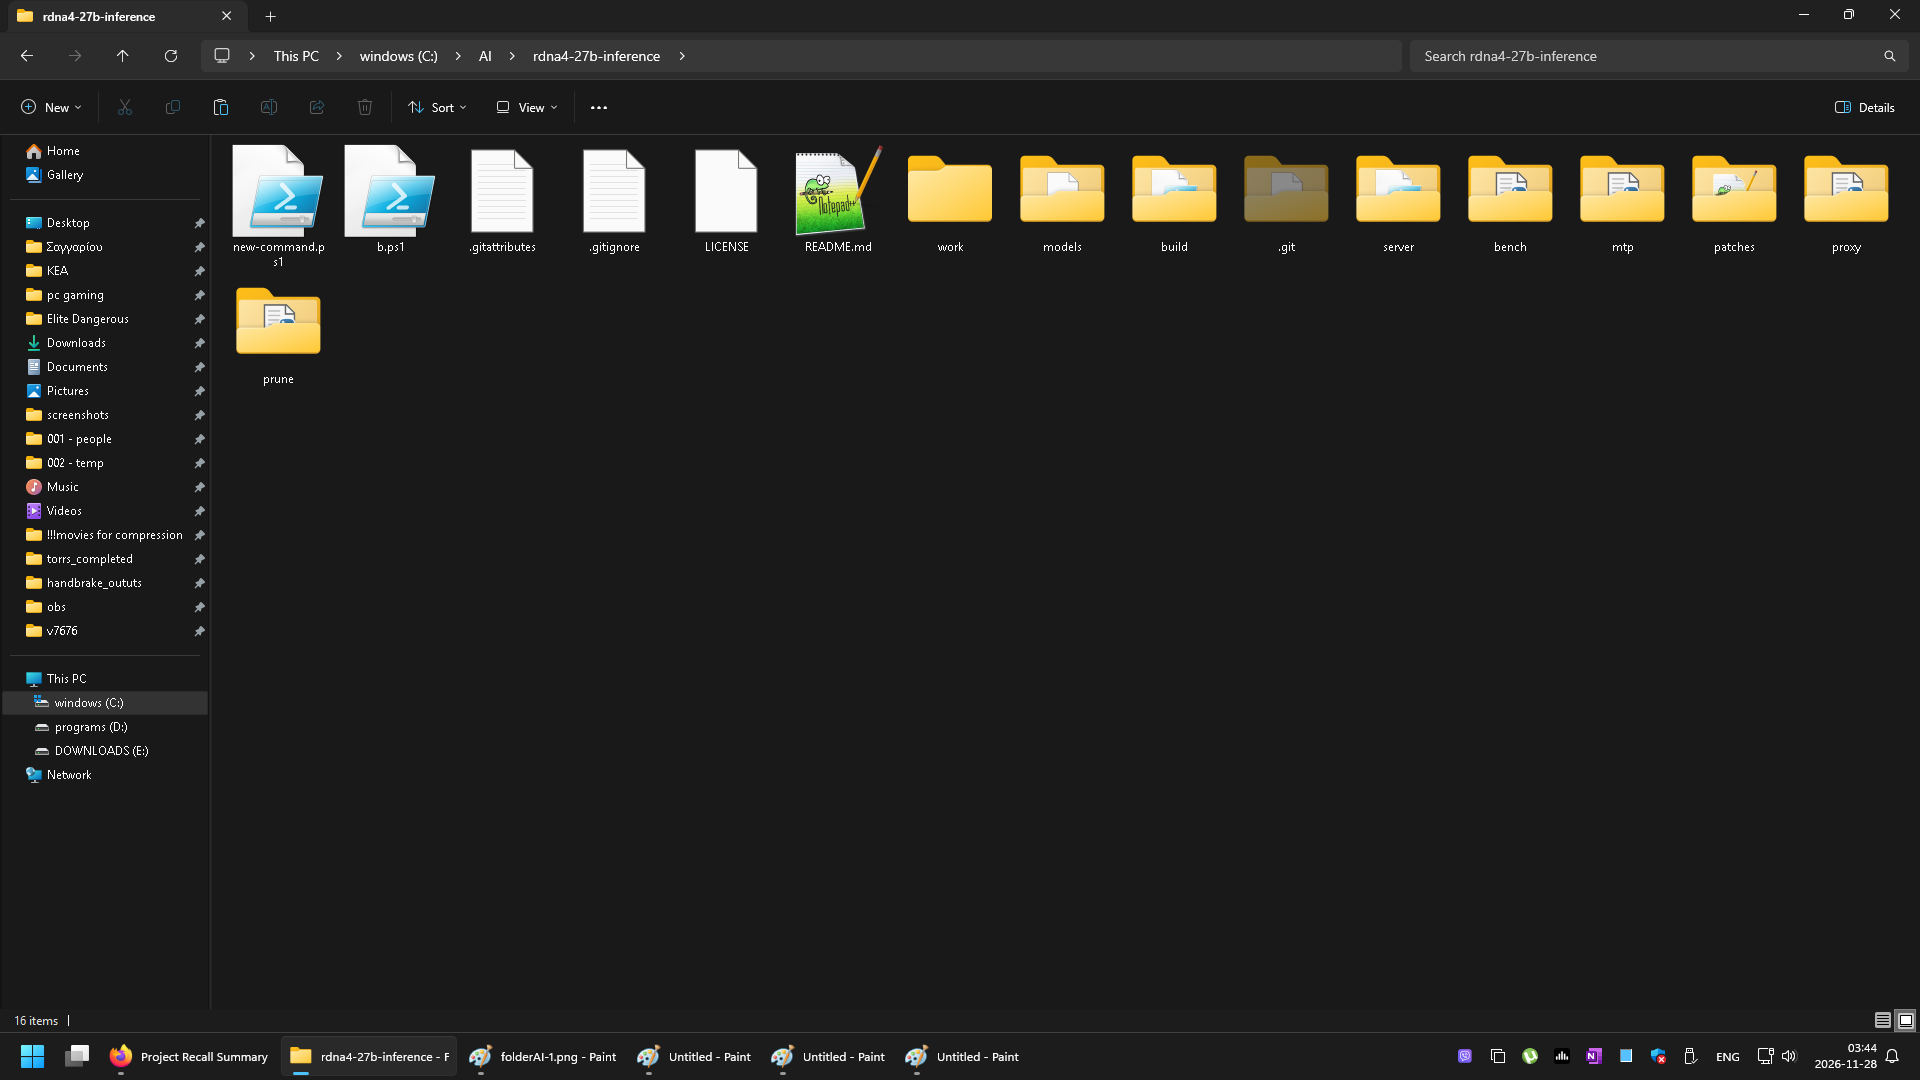 rdna4-27b-inference
This PC
windows (C:)
AI
rdna4-27b-inference
Search rdna4-27b-inference
New
Sort
View
Details
Home
Gallery
Desktop
Σαγγαρίου
KEA
pc gaming
Elite Dangerous
Downloads
Documents
Pictures
screenshots
001 - people
002 - temp
Music
Videos
!!!movies for compression
torrs_completed
handbrake_oututs
obs
v7676
This PC
windows (C:)
programs (D:)
DOWNLOADS (E:)
Network
new-command.p
s1
b.ps1
.gitattributes
.gitignore
LICENSE
Notepad++
README.md
work
models
build
.git
server
bench
mtp
patches
proxy
prune
16 items
Project Recall Summary
rdna4-27b-inference - F
folderAI-1.png - Paint
Untitled - Paint
Untitled - Paint
Untitled - Paint
ENG
03:44
2026-11-28